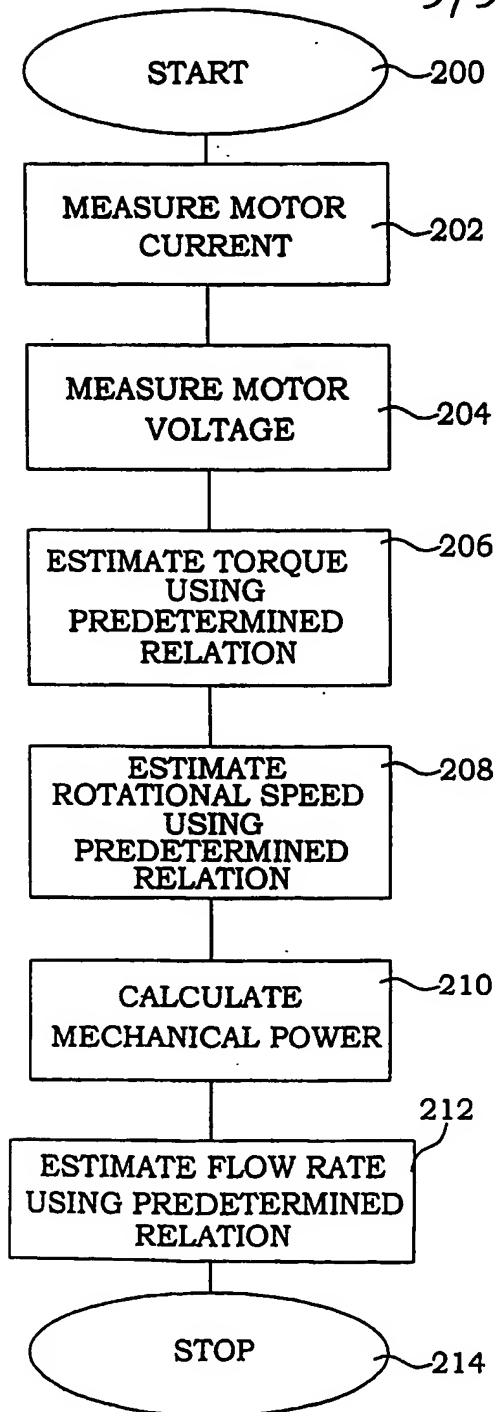 START
200
MEASURE MOTOR
CURRENT
202
MEASURE MOTOR
VOLTAGE
204
ESTIMATE TORQUE
USING
PREDETERMINED
RELATION
206
ESTIMATE
ROTATIONAL SPEED
USING
PREDETERMINED
RELATION
208
CALCULATE
MECHANICAL POWER
210
212
ESTIMATE FLOW RATE
USING PREDETERMINED
RELATION
STOP
214